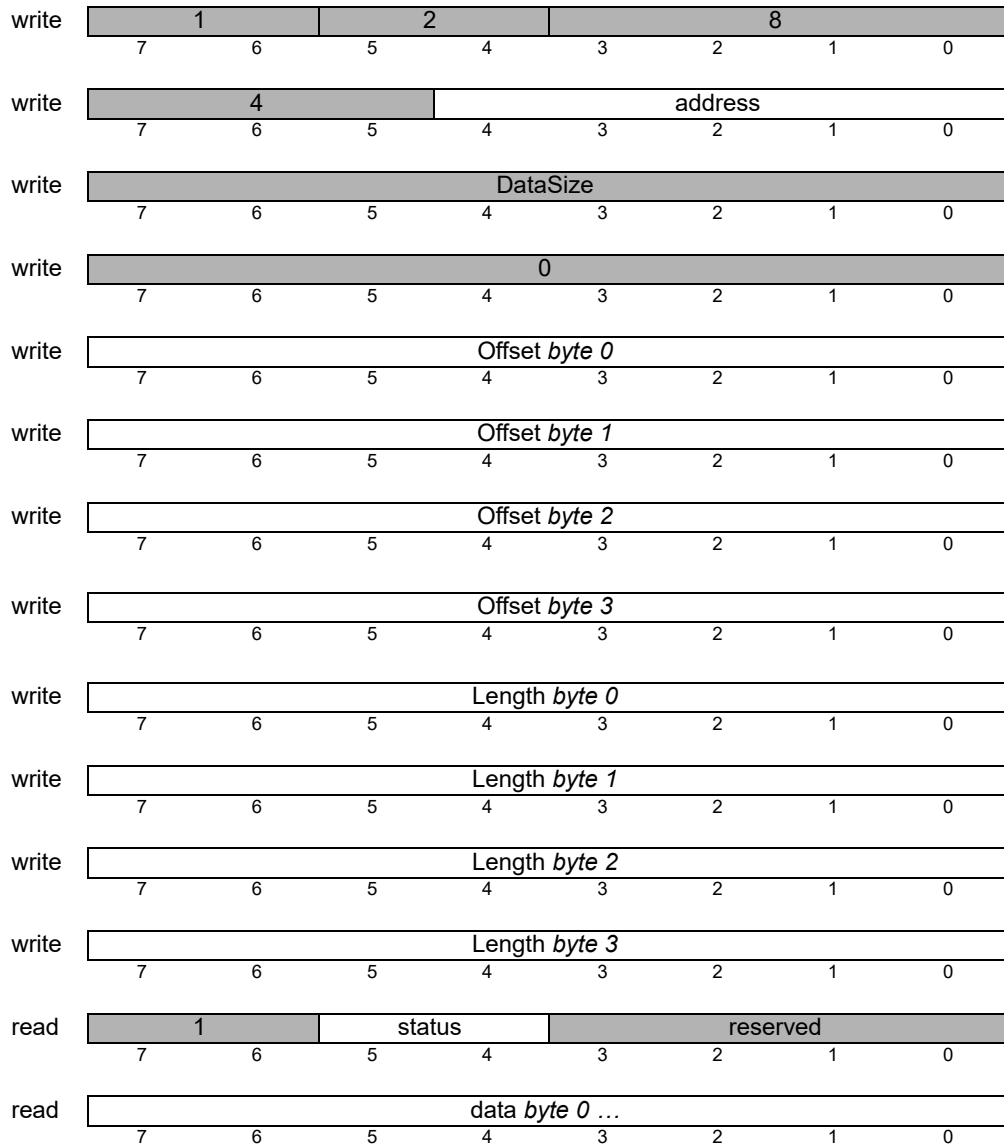 write 1 2 8
7 6 5 4 3 2 1 0
write 4 address
7 6 5 4 3 2 1 0
write DataSize
7 6 5 4 3 2 1 0
write 0
7 6 5 4 3 2 1 0
write Offset byte 0
7 6 5 4 3 2 1 0
write Offset byte 1
7 6 5 4 3 2 1 0
write Offset byte 2
7 6 5 4 3 2 1 0
write Offset byte 3
7 6 5 4 3 2 1 0
write Length byte 0
7 6 5 4 3 2 1 0
write Length byte 1
7 6 5 4 3 2 1 0
write Length byte 2
7 6 5 4 3 2 1 0
write Length byte 3
7 6 5 4 3 2 1 0
read 1 status reserved
7 6 5 4 3 2 1 0
read data byte 0 …
7 6 5 4 3 2 1 0